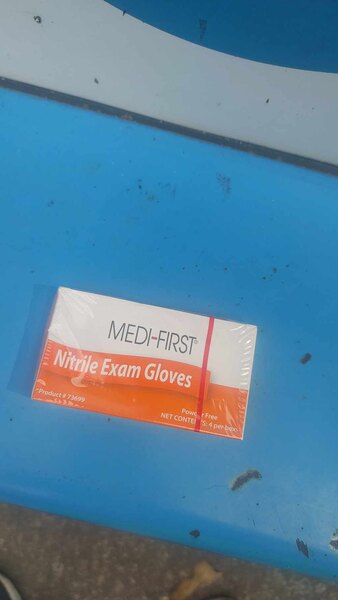 MEDI-FIRST®
Nitrile Exam Gloves
Product # 73699
Powder Free
NET CONTENTS: 4 per box